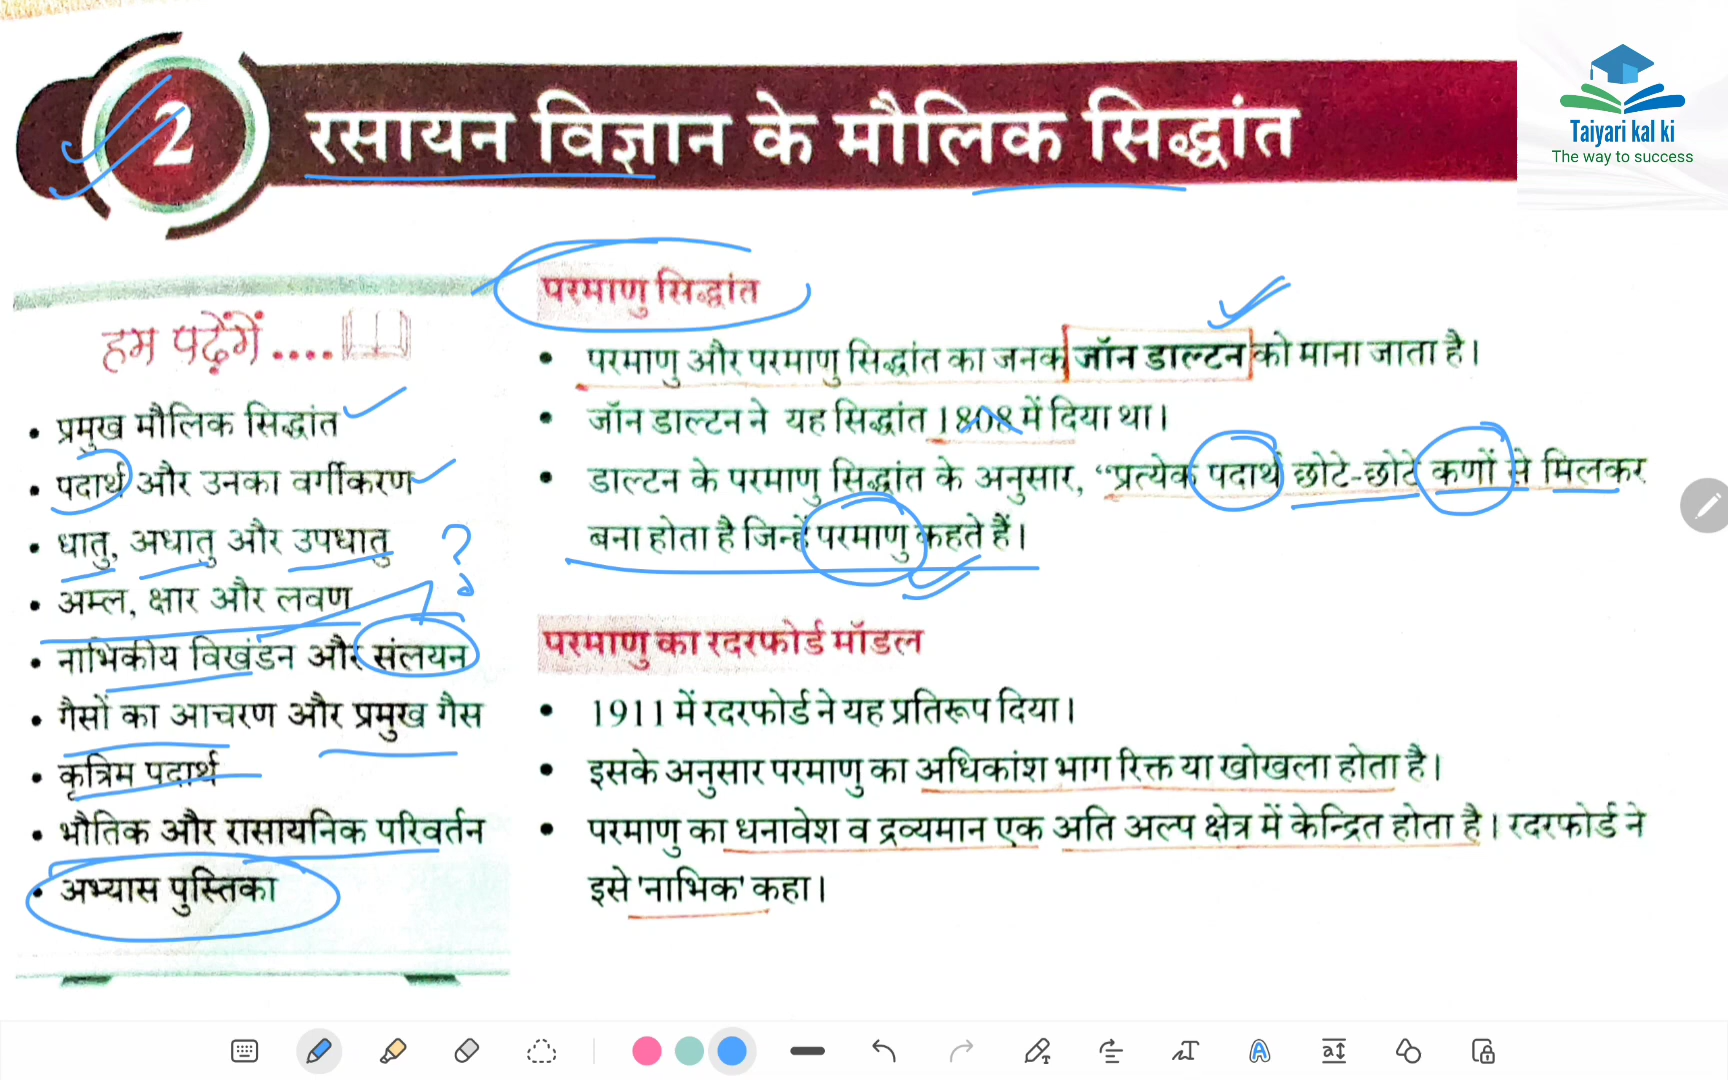 2
रसायन विज्ञान के मौलिक सिद्धांत
Taiyari kal ki
The way to success
हम पढ़ेगें ....
• प्रमुख मौलिक सिद्धांत
• पदार्थ और उनका वर्गीकरण
• धातु, अधातु और उपधातु
?
• अम्ल, क्षार और लवण
• नाभिकीय विखंडन और संलयन
• गैसों का आचरण और प्रमुख गैस
• कृत्रिम पदार्थ
• भौतिक और रासायनिक परिवर्तन
• अभ्यास पुस्तिका
परमाणु सिद्धांत
• परमाणु और परमाणु सिद्धांत का जनक जॉन डाल्टन को माना जाता है।
• जॉन डाल्टन ने यह सिद्धांत 1808 में दिया था।
• डाल्टन के परमाणु सिद्धांत के अनुसार, “प्रत्येक पदार्थ छोटे-छोटे कणों से मिलकर
बना होता है जिन्हें परमाणु कहते हैं।
परमाणु का रदरफोर्ड मॉडल
• 1911 में रदरफोर्ड ने यह प्रतिरूप दिया।
• इसके अनुसार परमाणु का अधिकांश भाग रिक्त या खोखला होता है।
• परमाणु का धनावेश व द्रव्यमान एक अति अल्प क्षेत्र में केन्द्रित होता है। रदरफोर्ड ने
इसे 'नाभिक' कहा।